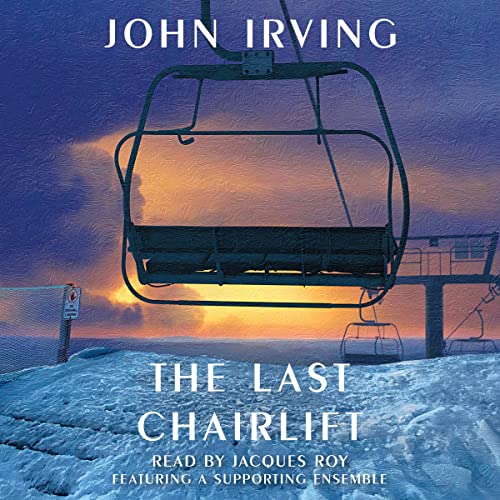 JOHN IRVING
THE LAST
CHAIRLIFT
READ BY JACQUES ROY
FEATURING A SUPPORTING ENSEMBLE